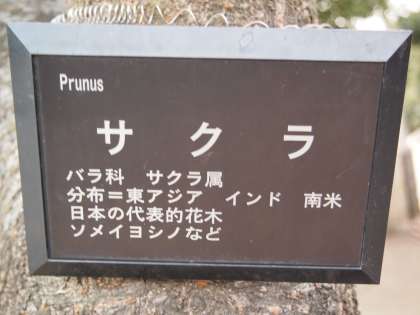 Prunus
サクラ
バラ科　サクラ属
分布＝東アジア　インド　南米
日本の代表的花木
ソメイヨシノなど